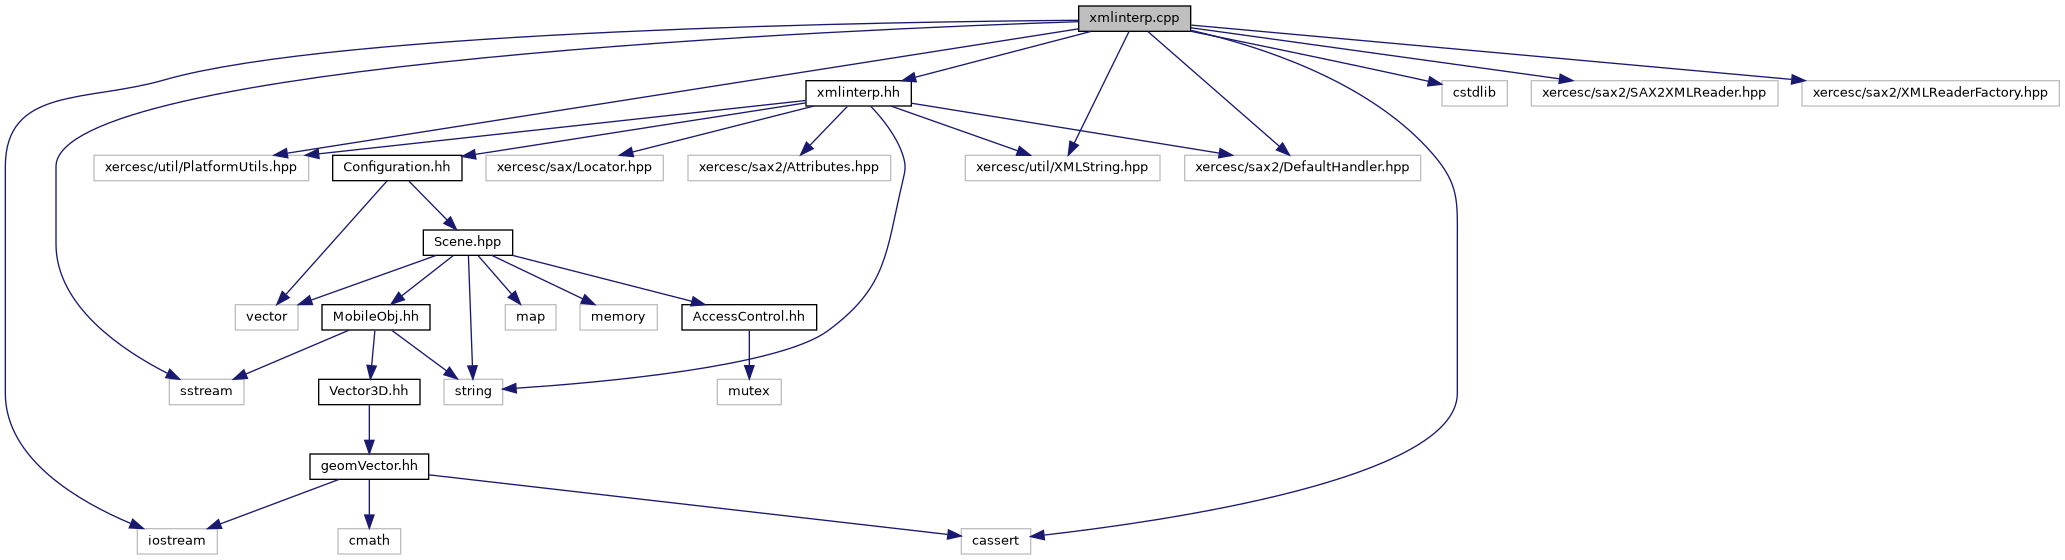 xmlinterp.cpp
xmlinterp.hh
cstdlib
xercesc/sax2/SAX2XMLReader.hpp
xercesc/sax2/XMLReaderFactory.hpp
xercesc/util/PlatformUtils.hpp
Configuration.hh
xercesc/sax/Locator.hpp
xercesc/sax2/Attributes.hpp
xercesc/util/XMLString.hpp
xercesc/sax2/DefaultHandler.hpp
Scene.hpp
vector
MobileObj.hh
map
memory
AccessControl.hh
sstream
Vector3D.hh
string
mutex
geomVector.hh
iostream
cmath
cassert